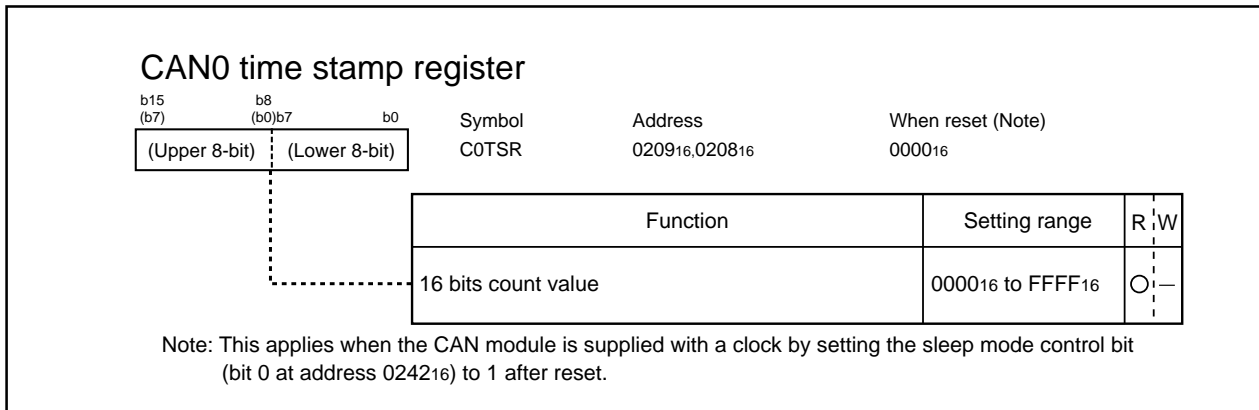 CAN0 time stamp register
b15 b8
(b7) (b0)b7 b0 Symbol Address When reset (Note)
(Upper 8-bit) (Lower 8-bit) C0TSR 020916,020816 000016
Function Setting range R W
16 bits count value 000016 to FFFF16 ○ —
Note: This applies when the CAN module is supplied with a clock by setting the sleep mode control bit
(bit 0 at address 024216) to 1 after reset.